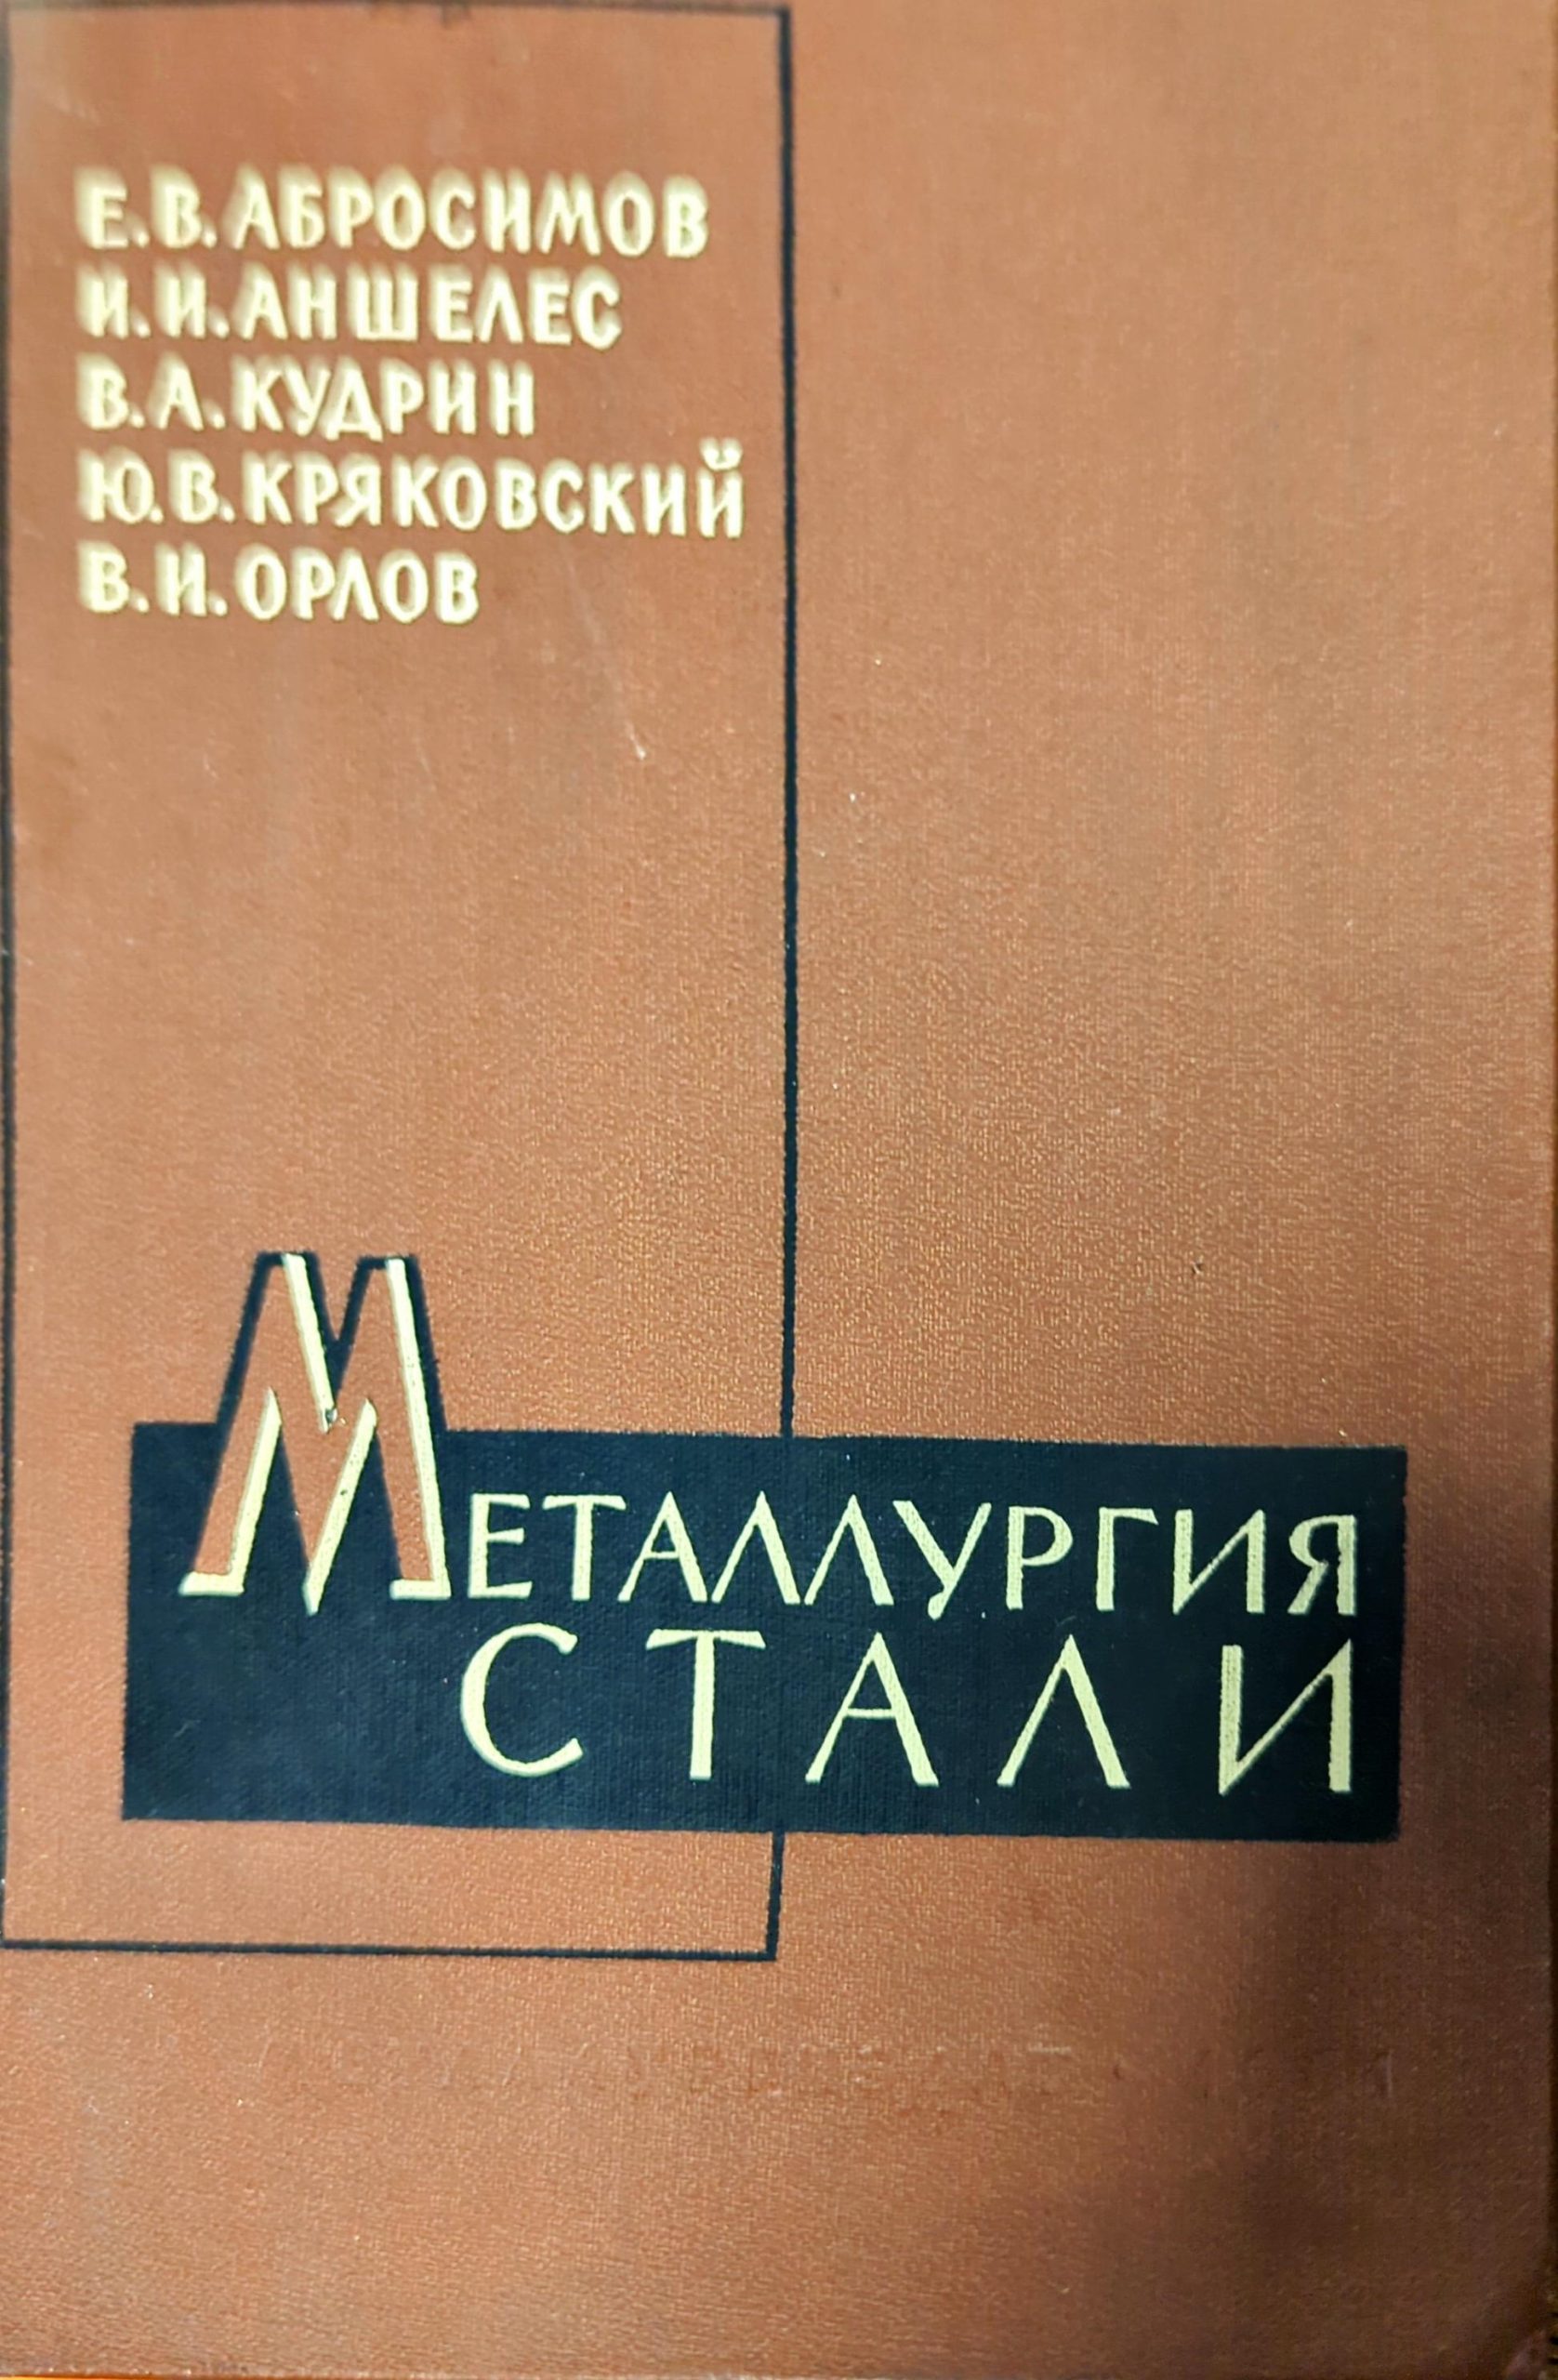 Е.В.АБРОСИМОВ
И.И.АНШЕЛЕС
В.А.КУДРИН
Ю.В.КРЯКОВСКИЙ
В.И.ОРЛОВ
МЕТАЛЛУРГИЯ
СТАЛИ